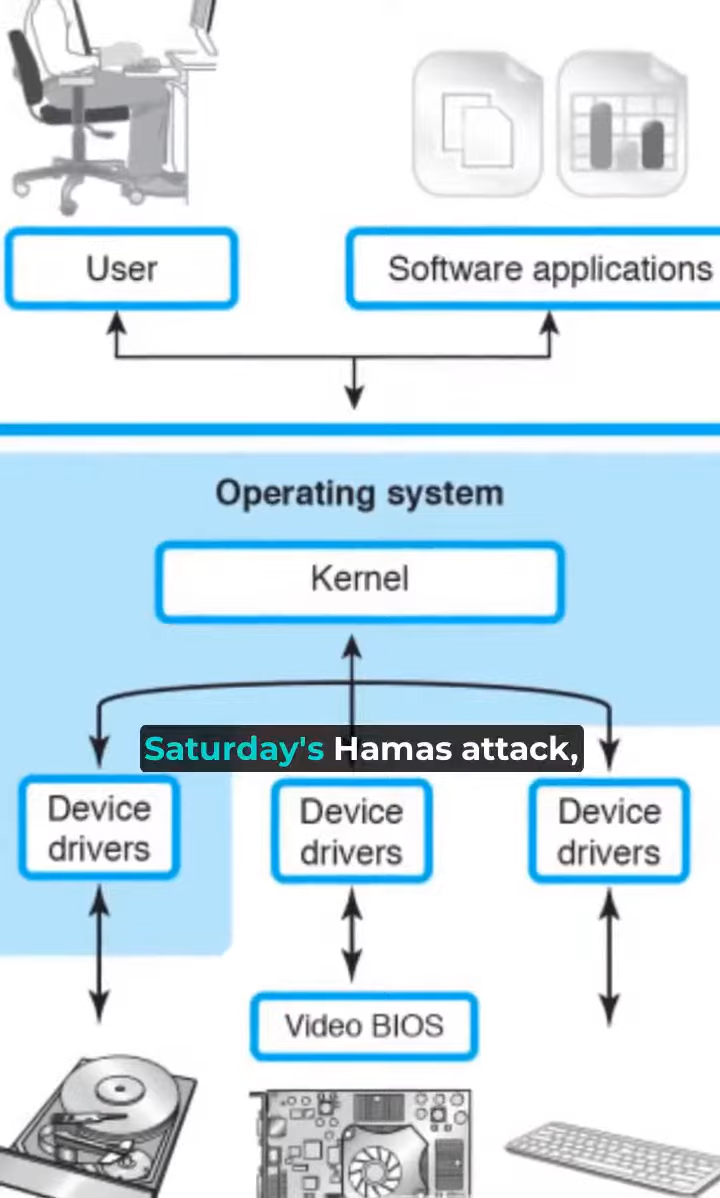 User
Software applications
Operating system
Kernel
Saturday's Hamas attack,
Device
drivers
Device
drivers
Device
drivers
Video BIOS